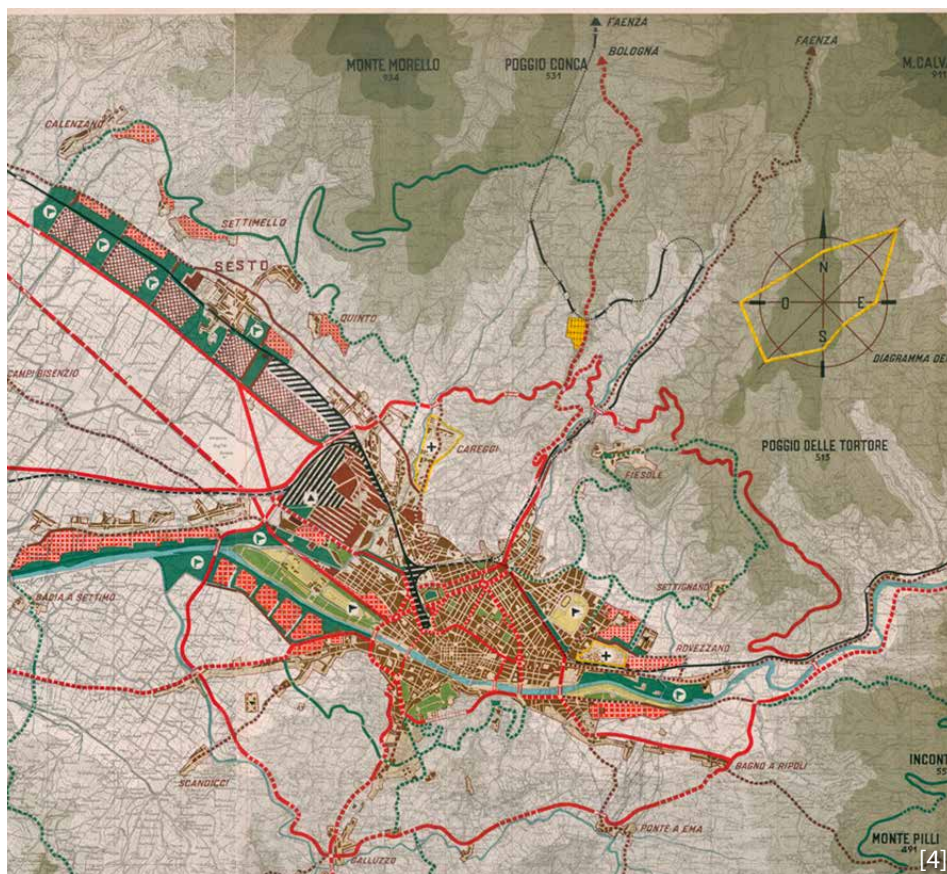 FAENZA
BOLOGNA
FAENZA
MONTE MORELLO
934
POGGIO CONCA
531
M. CALVA
911
CALENZANO
SETTIMELLO
SESTO
QUINTO
N
O
E
S
DIAGRAMMA DE
CAMPI BISENZIO
CAREGGI
POGGIO DELLE TORTORE
513
FIESOLE
SETTIGNANO
BADIA A SETTIMO
ROVEZZANO
SCANDICCI
BAGNO A RIPOLI
INCONT
PONTE A EMA
GALLUZZO
MONTE PILLI
491
[4]